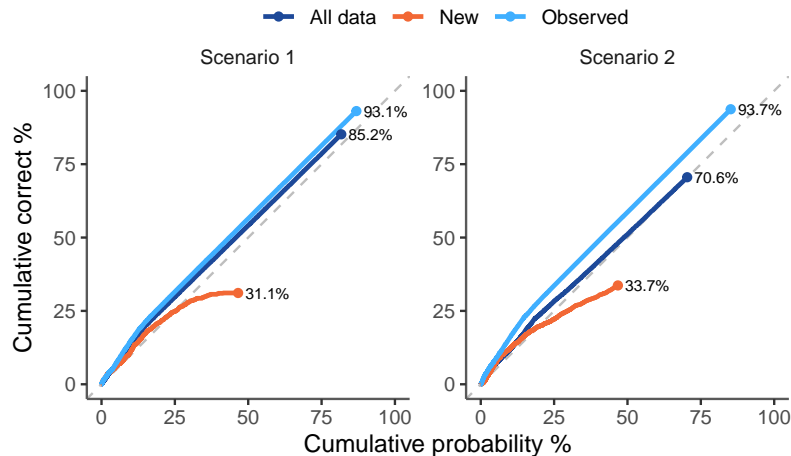 All data New Observed
Scenario 1 Scenario 2
Cumulative correct %
100
75
50
25
0
93.1%
85.2%
31.1%
0 25 50 75 100
100
75
50
25
0
93.7%
70.6%
33.7%
0 25 50 75 100
Cumulative probability %